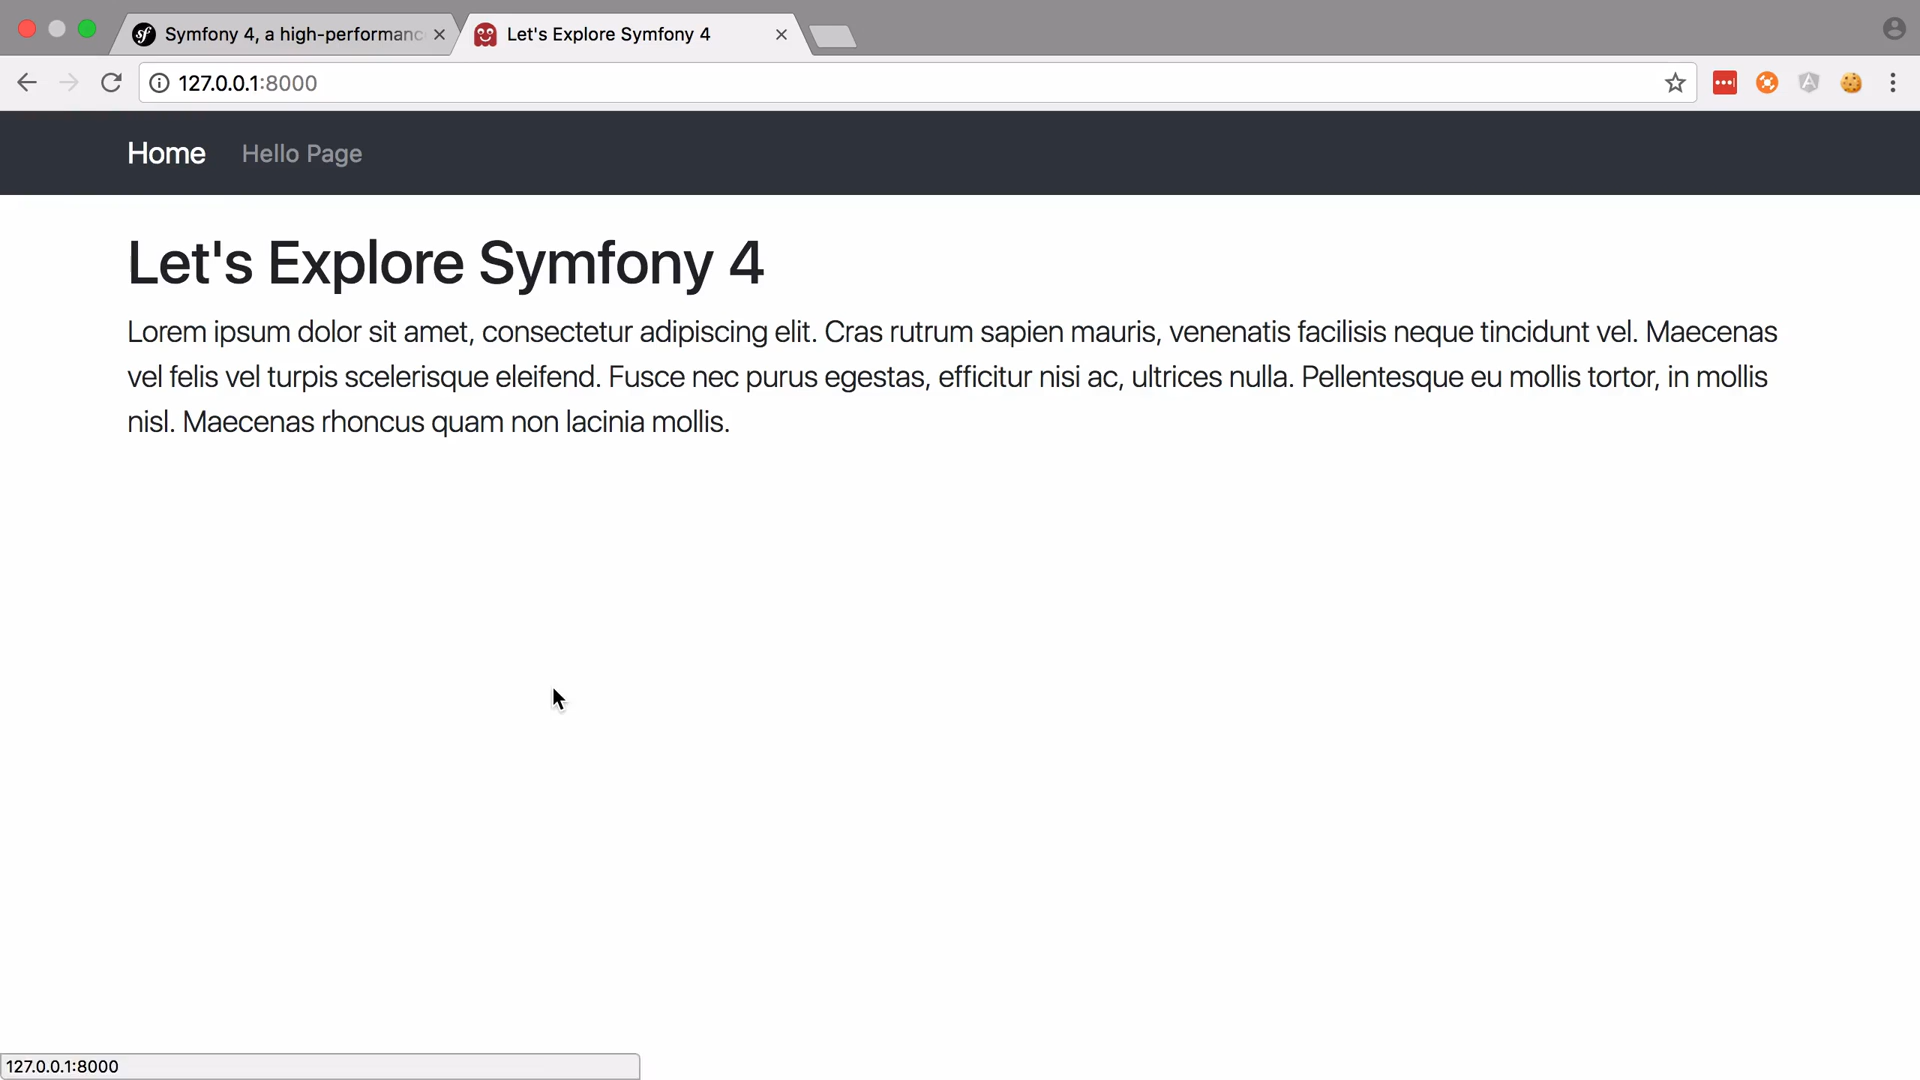 Symfony 4, a high-performanc
Let's Explore Symfony 4
127.0.0.1:8000
Home Hello Page
Let's Explore Symfony 4
Lorem ipsum dolor sit amet, consectetur adipiscing elit. Cras rutrum sapien mauris, venenatis facilisis neque tincidunt vel. Maecenas
vel felis vel turpis scelerisque eleifend. Fusce nec purus egestas, efficitur nisi ac, ultrices nulla. Pellentesque eu mollis tortor, in mollis
nisl. Maecenas rhoncus quam non lacinia mollis.
127.0.0.1:8000